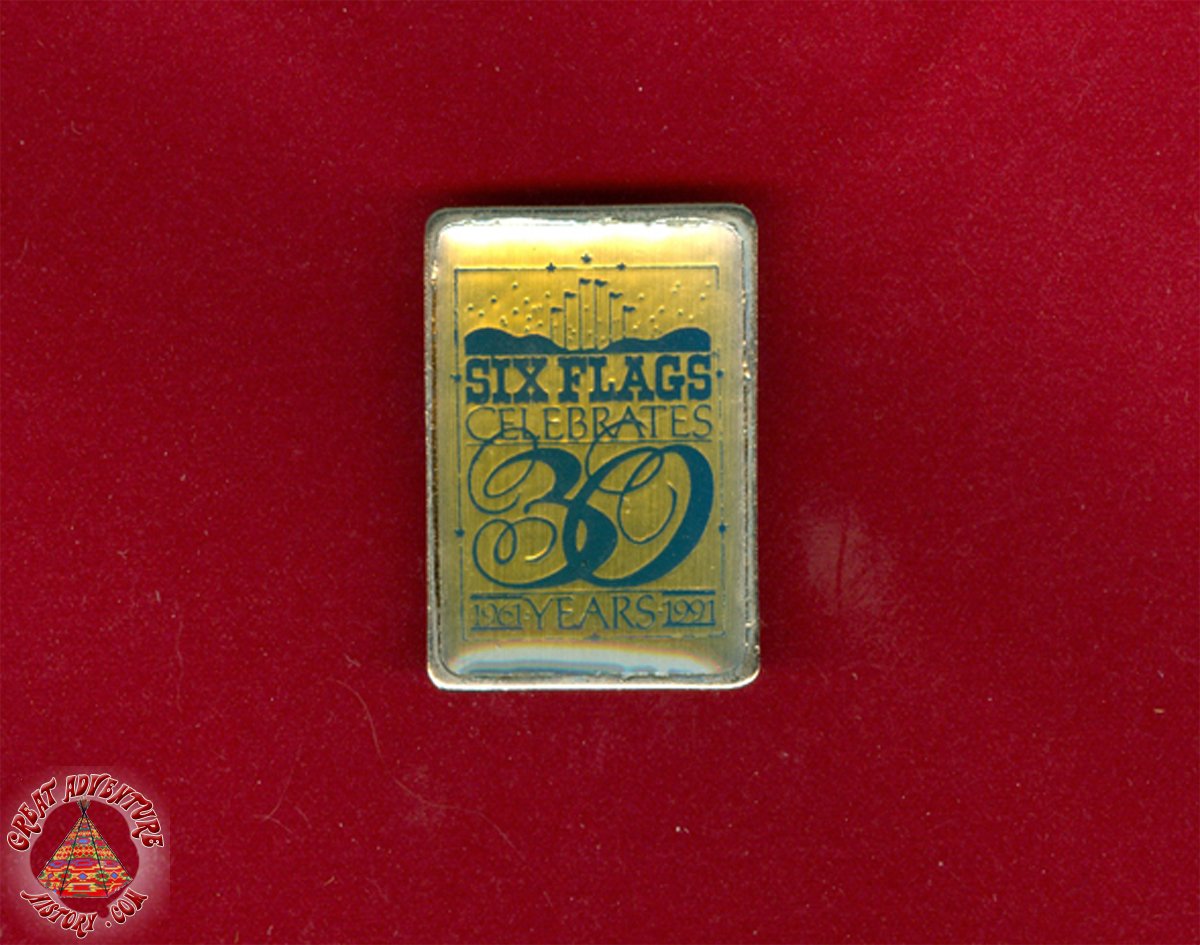 SIX FLAGS
CELEBRATES
30
1961·YEARS·1991
GREAT ADVENTURE
HISTORY.COM